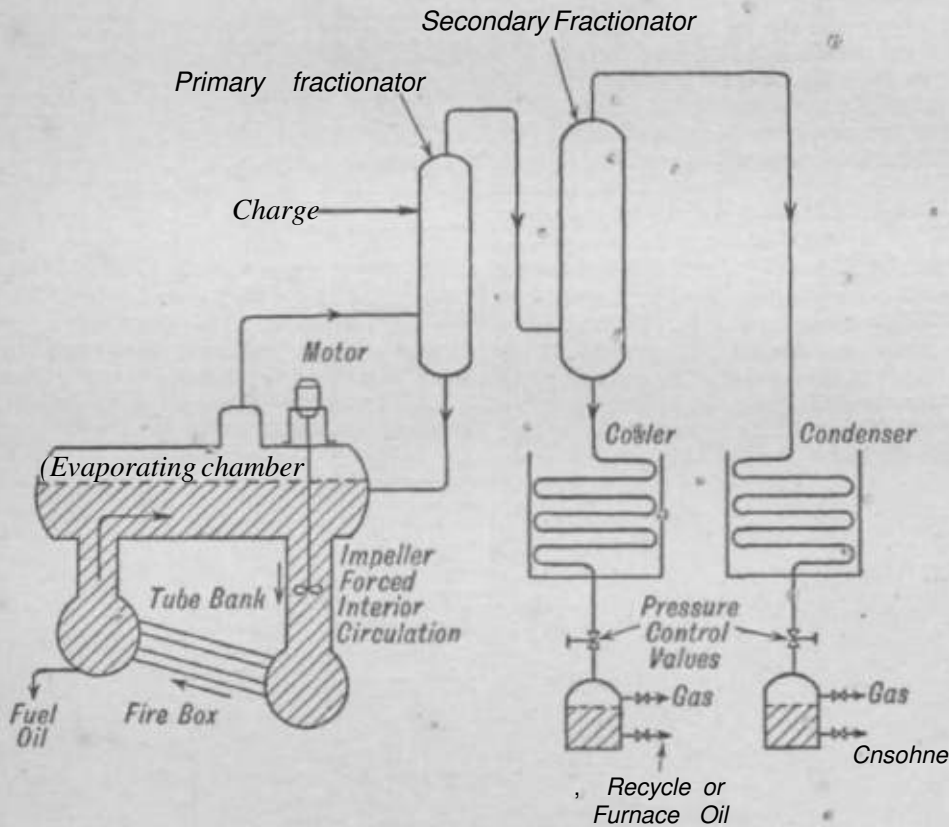 Secondary Fractionator
Primary fractionator
Charge
Motor
Cooler
Condenser
(Evaporating chamber
Impeller
Forced
Interior
Circulation
Tube Bank
Pressure
Control
Values
Gas
Gas
Fuel
Oil
Fire Box
Cnsohne
, Recycle or
Furnace Oil